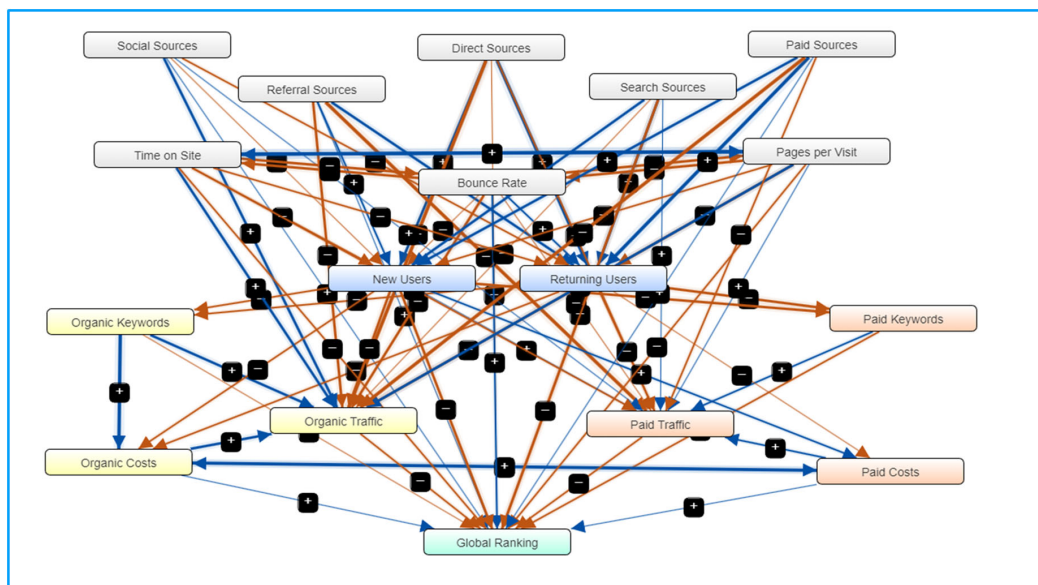 Social Sources
Direct Sources
Paid Sources
Referral Sources
Search Sources
Time on Site
Pages per Visit
Bounce Rate
New Users
Returning Users
Organic Keywords
Paid Keywords
Organic Traffic
Paid Traffic
Organic Costs
Paid Costs
Global Ranking